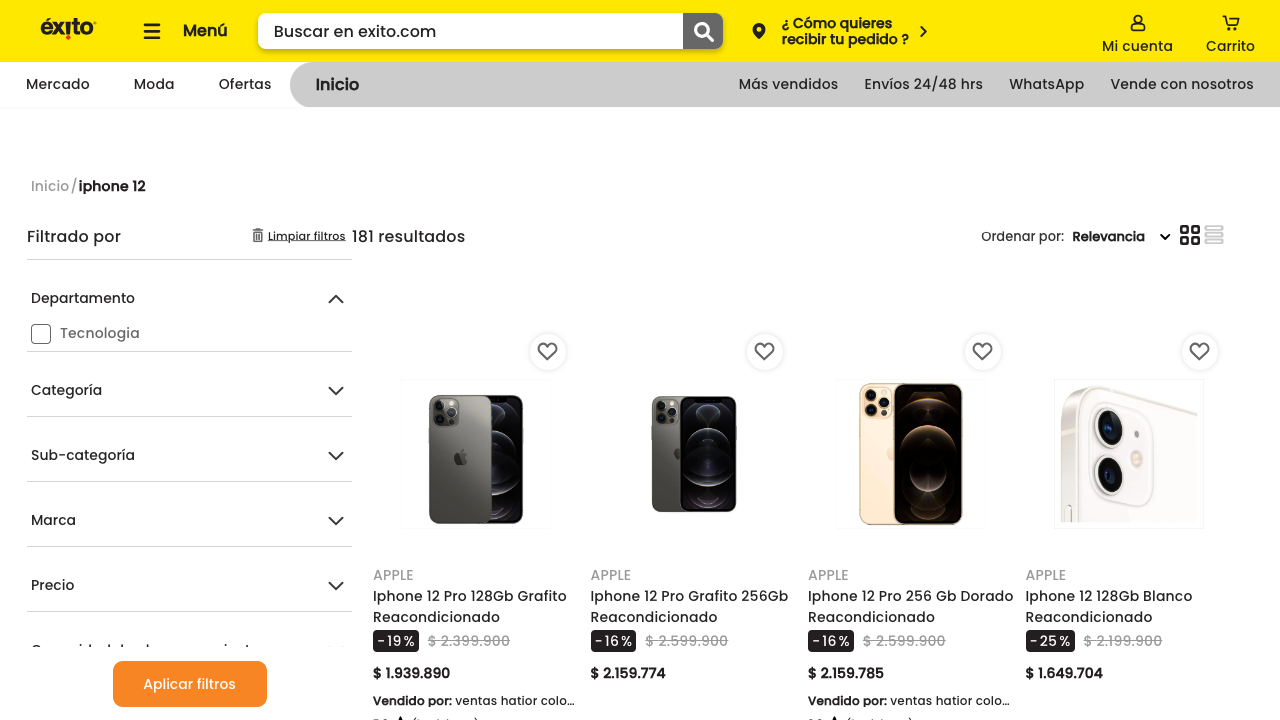 éxito
Menú
Buscar en exito.com
¿ Cómo quieres
recibir tu pedido ?
Mi cuenta
Carrito
Mercado
Moda
Ofertas
Inicio
Más vendidos
Envíos 24/48 hrs
WhatsApp
Vende con nosotros
Inicio/iphone 12
Filtrado por
Limpiar filtros
181 resultados
Ordenar por: Relevancia
Departamento
Tecnologia
Categoría
Sub-categoría
Marca
Precio
Aplicar filtros
APPLE
Iphone 12 Pro 128Gb Grafito
Reacondicionado
-19% $ 2.399.900
$ 1.939.890
Vendido por: ventas hatior colo...
APPLE
Iphone 12 Pro Grafito 256Gb
Reacondicionado
-16% $ 2.599.900
$ 2.159.774
APPLE
Iphone 12 Pro 256 Gb Dorado
Reacondicionado
-16% $ 2.599.900
$ 2.159.785
Vendido por: ventas hatior colo...
APPLE
Iphone 12 128Gb Blanco
Reacondicionado
-25% $ 2.199.900
$ 1.649.704